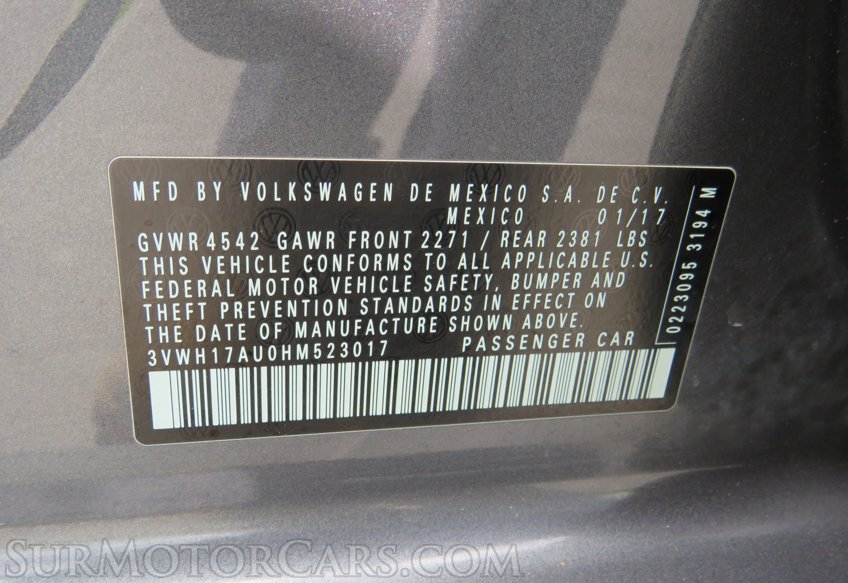 MFD BY VOLKSWAGEN DE MEXICO S.A. DE C.V.
MEXICO 01/17
GVWR 4542 GAWR FRONT 2271 / REAR 2381 LBS
THIS VEHICLE CONFORMS TO ALL APPLICABLE U.S.
FEDERAL MOTOR VEHICLE SAFETY, BUMPER AND
THEFT PREVENTION STANDARDS IN EFFECT ON
THE DATE OF MANUFACTURE SHOWN ABOVE.
3VWH17AU0HM523017 PASSENGER CAR
0223095 3194 M
SURMOTORCARS.COM